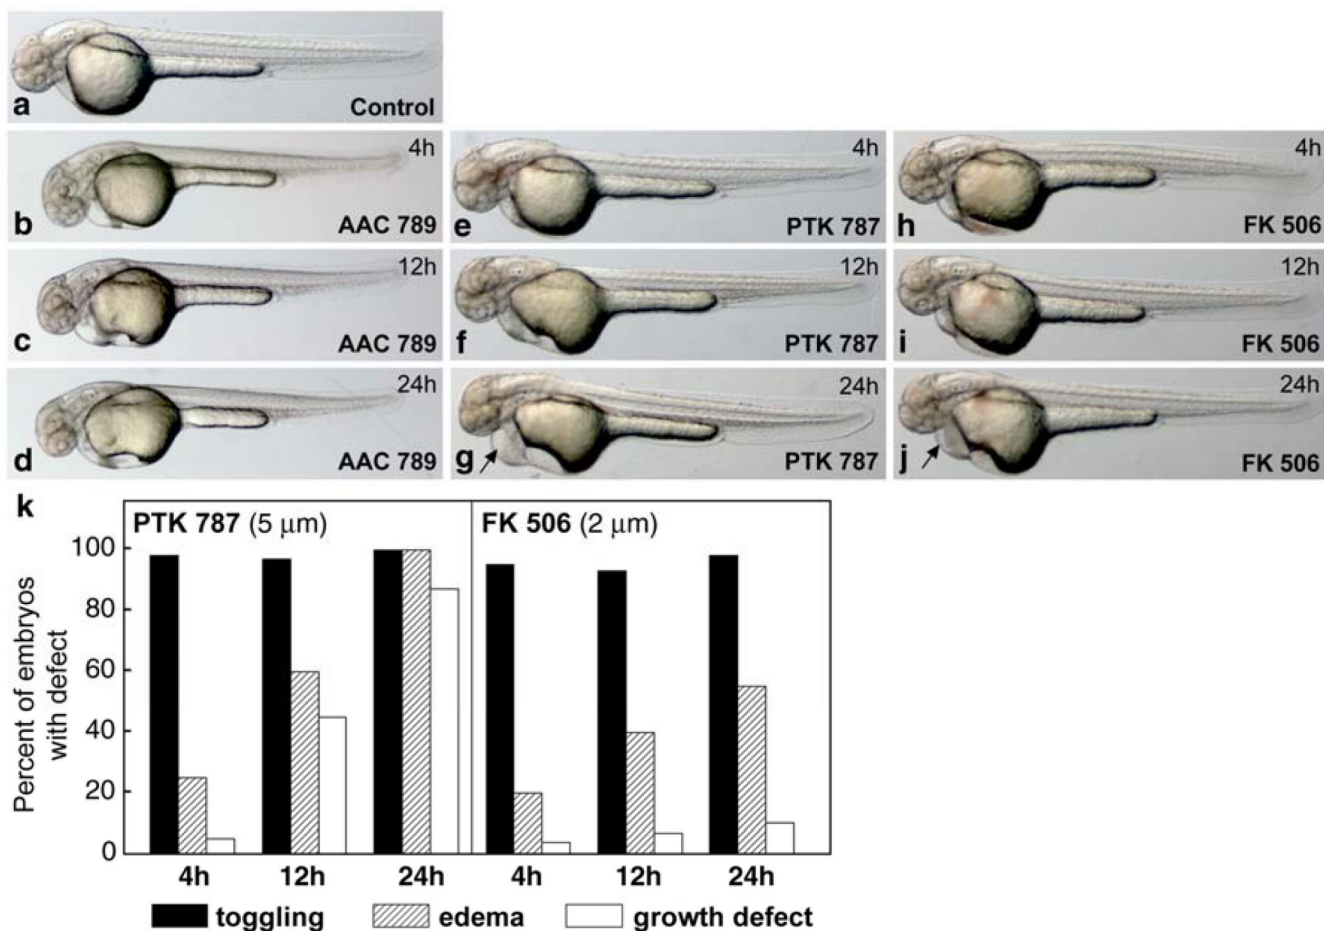 a Control
4h
b AAC 789
4h
e PTK 787
4h
h FK 506
12h
c AAC 789
12h
f PTK 787
12h
i FK 506
24h
d AAC 789
24h
g PTK 787
24h
j FK 506
k
PTK 787 (5 μm) FK 506 (2 μm)
Percent of embryos
with defect
100
80
60
40
20
0
4h 12h 24h 4h 12h 24h
toggling edema growth defect